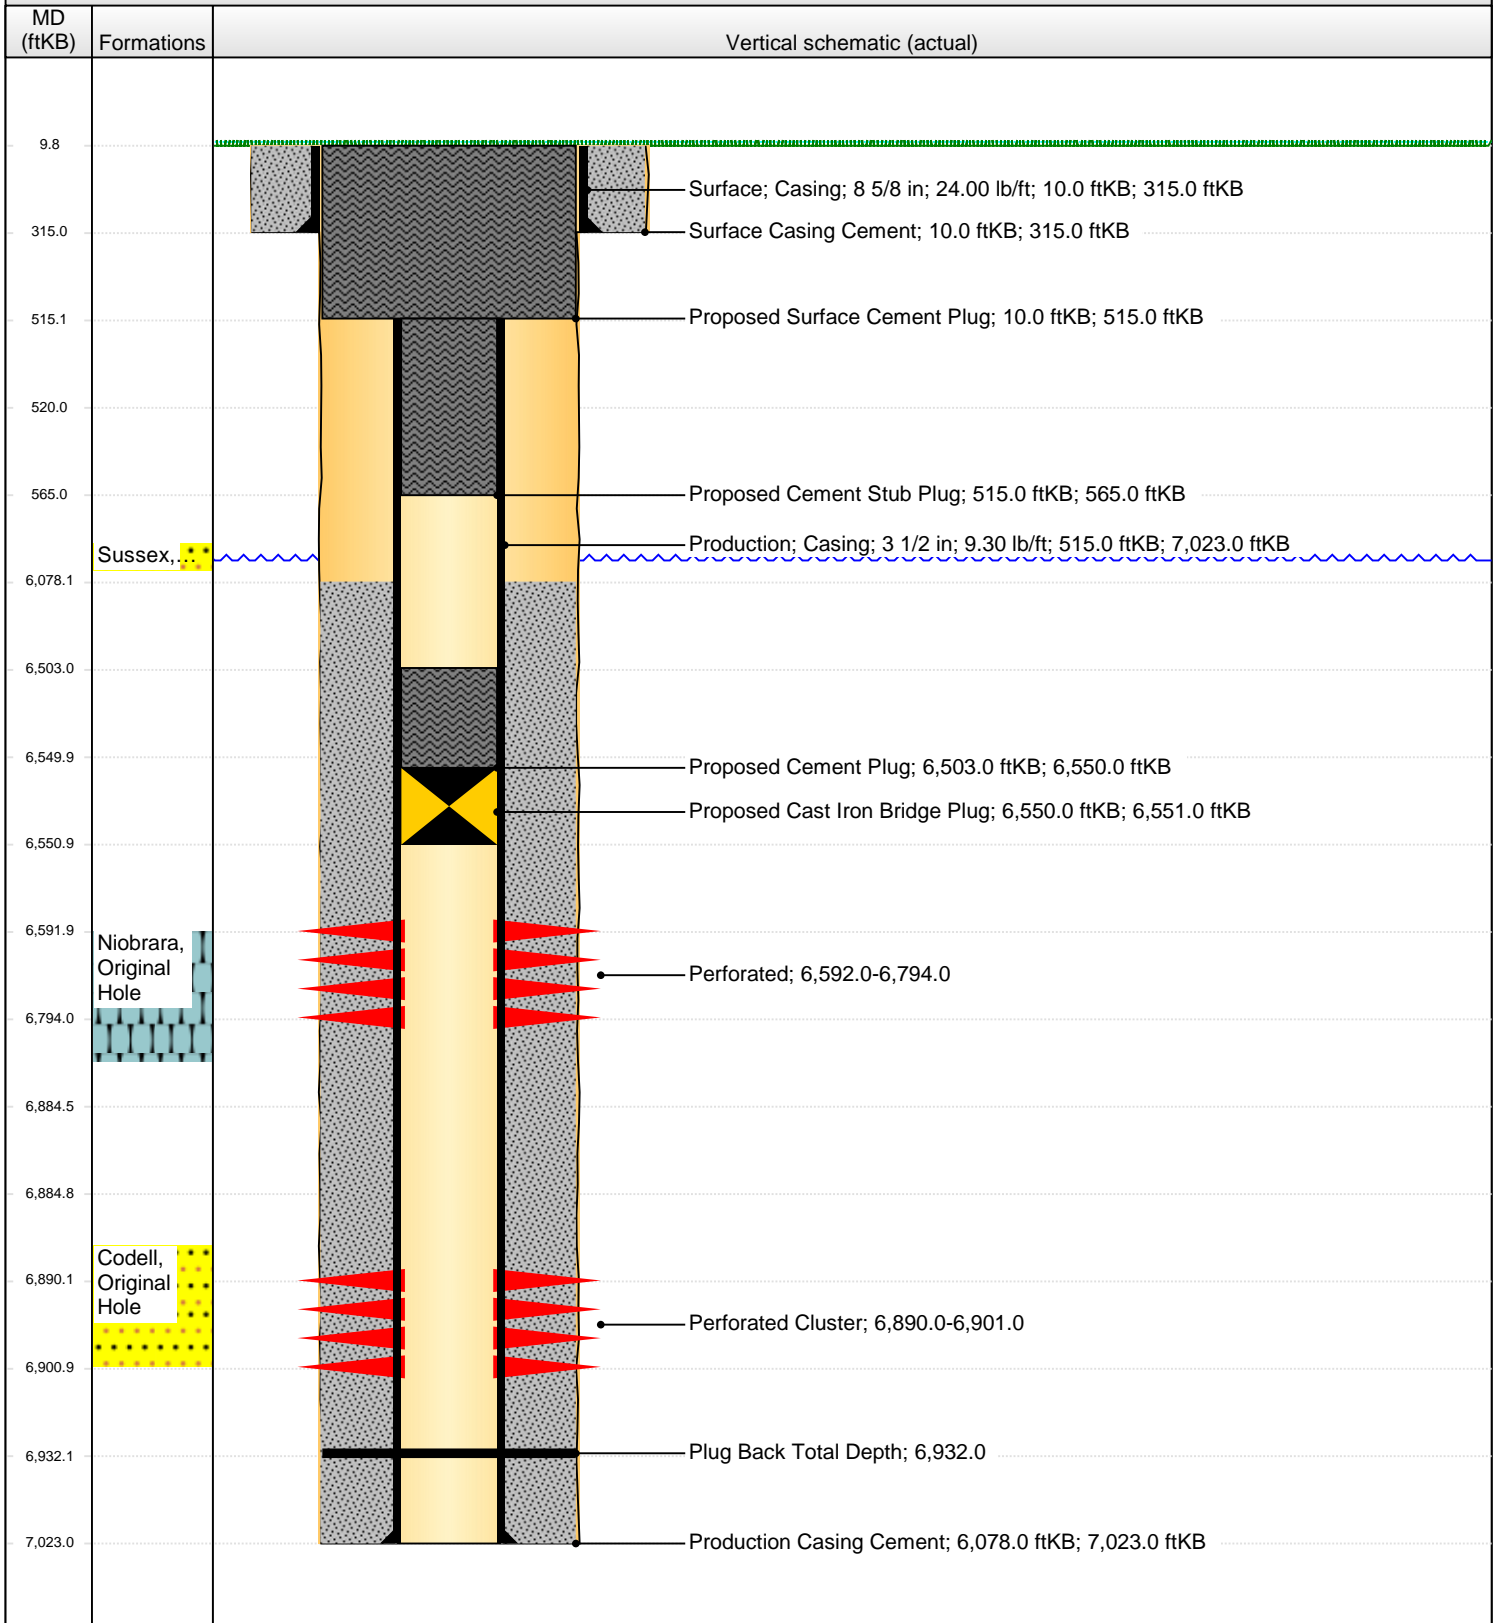 MD
(ftKB)
Formations
Vertical schematic (actual)
9.8
Surface; Casing; 8 5/8 in; 24.00 lb/ft; 10.0 ftKB; 315.0 ftKB
315.0
Surface Casing Cement; 10.0 ftKB; 315.0 ftKB
515.1
Proposed Surface Cement Plug; 10.0 ftKB; 515.0 ftKB
520.0
565.0
Proposed Cement Stub Plug; 515.0 ftKB; 565.0 ftKB
Production; Casing; 3 1/2 in; 9.30 lb/ft; 515.0 ftKB; 7,023.0 ftKB
Sussex,...
6,078.1
6,503.0
6,549.9
Proposed Cement Plug; 6,503.0 ftKB; 6,550.0 ftKB
Proposed Cast Iron Bridge Plug; 6,550.0 ftKB; 6,551.0 ftKB
6,550.9
6,591.9
Niobrara,
Original
Hole
Perforated; 6,592.0-6,794.0
6,794.0
6,884.5
6,884.8
Codell,
Original
Hole
6,890.1
Perforated Cluster; 6,890.0-6,901.0
6,900.9
6,932.1
Plug Back Total Depth; 6,932.0
7,023.0
Production Casing Cement; 6,078.0 ftKB; 7,023.0 ftKB